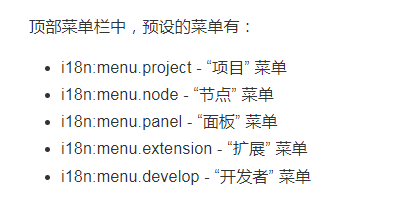 顶部菜单栏中，预设的菜单有：
• i18n:menu.project - “项目” 菜单
• i18n:menu.node - “节点” 菜单
• i18n:menu.panel - “面板” 菜单
• i18n:menu.extension - “扩展” 菜单
• i18n:menu.develop - “开发者” 菜单